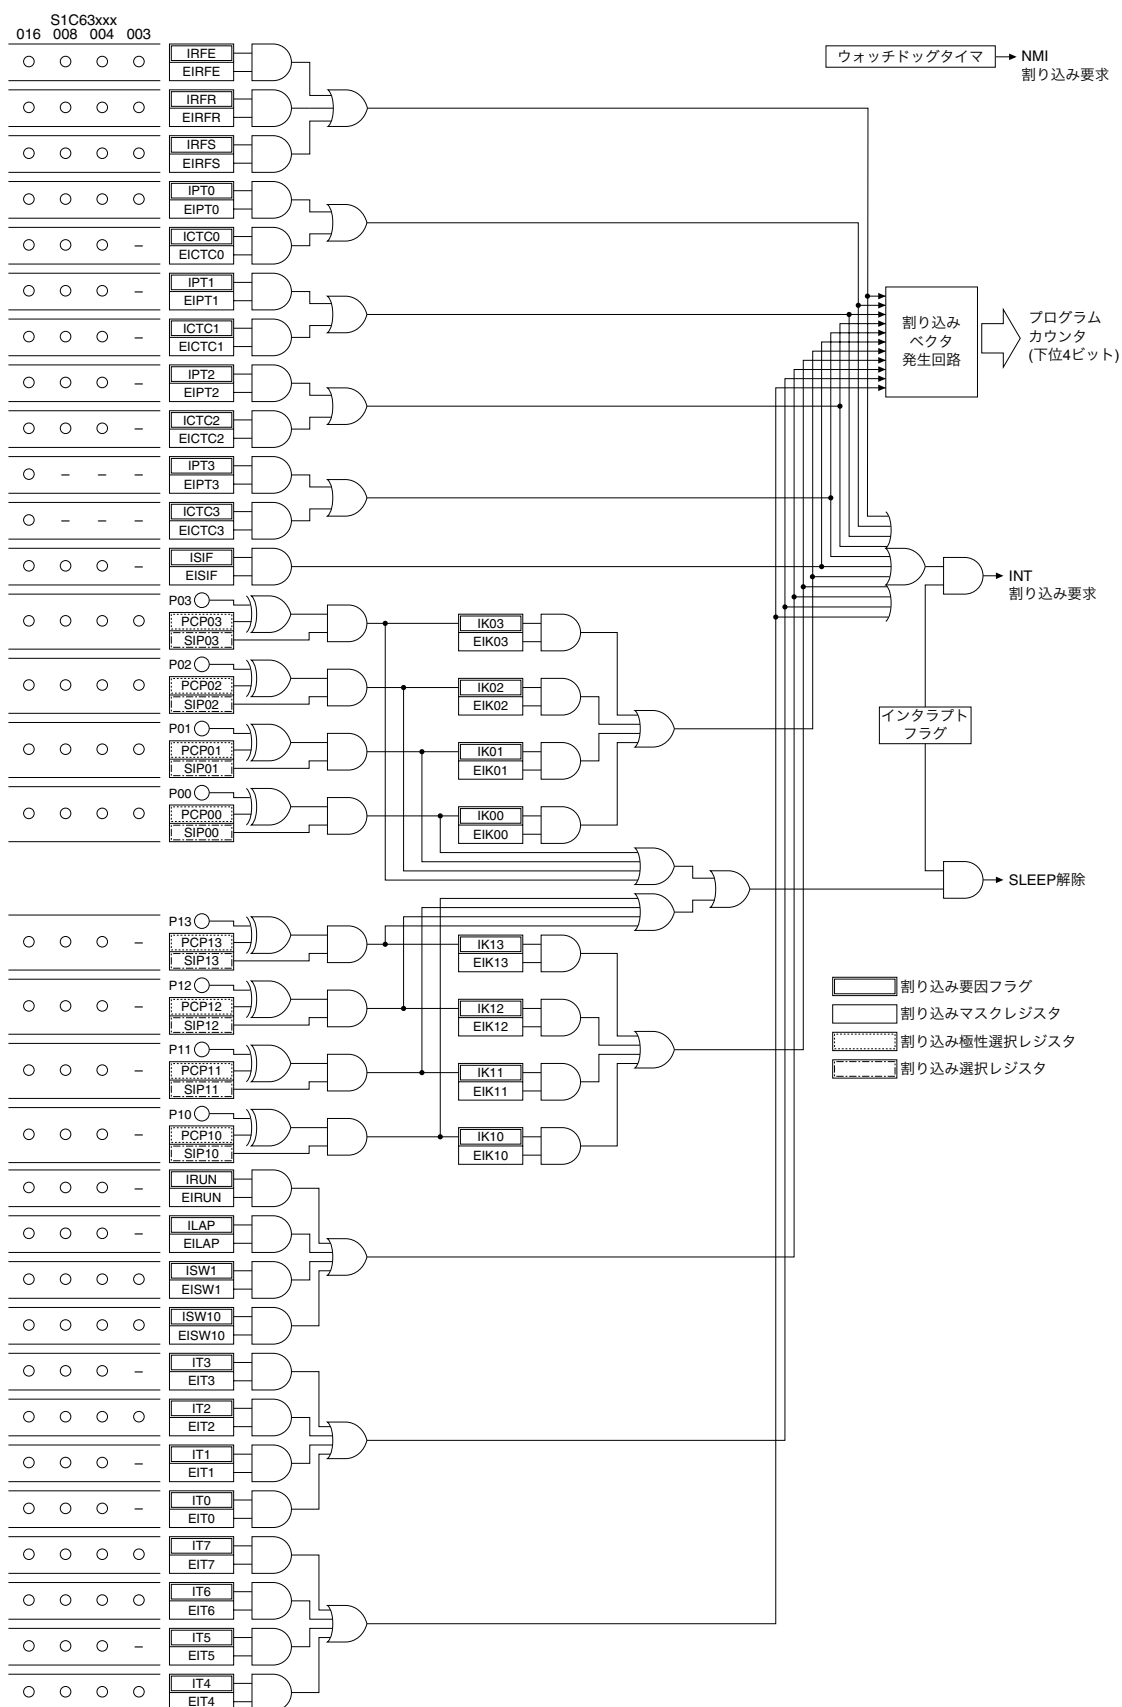 S1C63xxx
016 008 004 003
ウォッチドッグタイマ
NMI
割り込み要求
○ ○ ○ ○
IRFE
EIRFE
○ ○ ○ ○
IRFR
EIRFR
○ ○ ○ ○
IRFS
EIRFS
○ ○ ○ ○
IPT0
EIPT0
○ ○ ○ –
ICTC0
EICTC0
○ ○ ○ –
IPT1
EIPT1
○ ○ ○ –
ICTC1
EICTC1
○ ○ ○ –
IPT2
EIPT2
○ ○ ○ –
ICTC2
EICTC2
○ – – –
IPT3
EIPT3
○ – – –
ICTC3
EICTC3
○ ○ ○ –
ISIF
EISIF
割り込み
ベクタ
発生回路
プログラム
カウンタ
(下位4ビット)
INT
割り込み要求
インタラプト
フラグ
SLEEP解除
○ ○ ○ ○
P03
PCP03
SIP03
IK03
EIK03
○ ○ ○ ○
P02
PCP02
SIP02
IK02
EIK02
○ ○ ○ ○
P01
PCP01
SIP01
IK01
EIK01
○ ○ ○ ○
P00
PCP00
SIP00
IK00
EIK00
○ ○ ○ –
P13
PCP13
SIP13
IK13
EIK13
○ ○ ○ –
P12
PCP12
SIP12
IK12
EIK12
○ ○ ○ –
P11
PCP11
SIP11
IK11
EIK11
○ ○ ○ –
P10
PCP10
SIP10
IK10
EIK10
割り込み要因フラグ
割り込みマスクレジスタ
割り込み極性選択レジスタ
割り込み選択レジスタ
○ ○ ○ –
IRUN
EIRUN
○ ○ ○ –
ILAP
EILAP
○ ○ ○ ○
ISW1
EISW1
○ ○ ○ ○
ISW10
EISW10
○ ○ ○ –
IT3
EIT3
○ ○ ○ ○
IT2
EIT2
○ ○ ○ –
IT1
EIT1
○ ○ ○ –
IT0
EIT0
○ ○ ○ ○
IT7
EIT7
○ ○ ○ ○
IT6
EIT6
○ ○ ○ –
IT5
EIT5
○ ○ ○ ○
IT4
EIT4